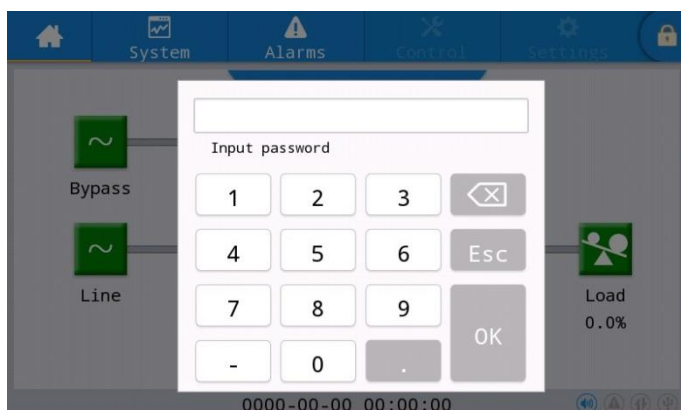 System Alarms Control Settings
Input password
1 2 3
Bypass
4 5 6 Esc
Line
7 8 9
Load
OK
0.0%
- 0 .
0000-00-00 00:00:00